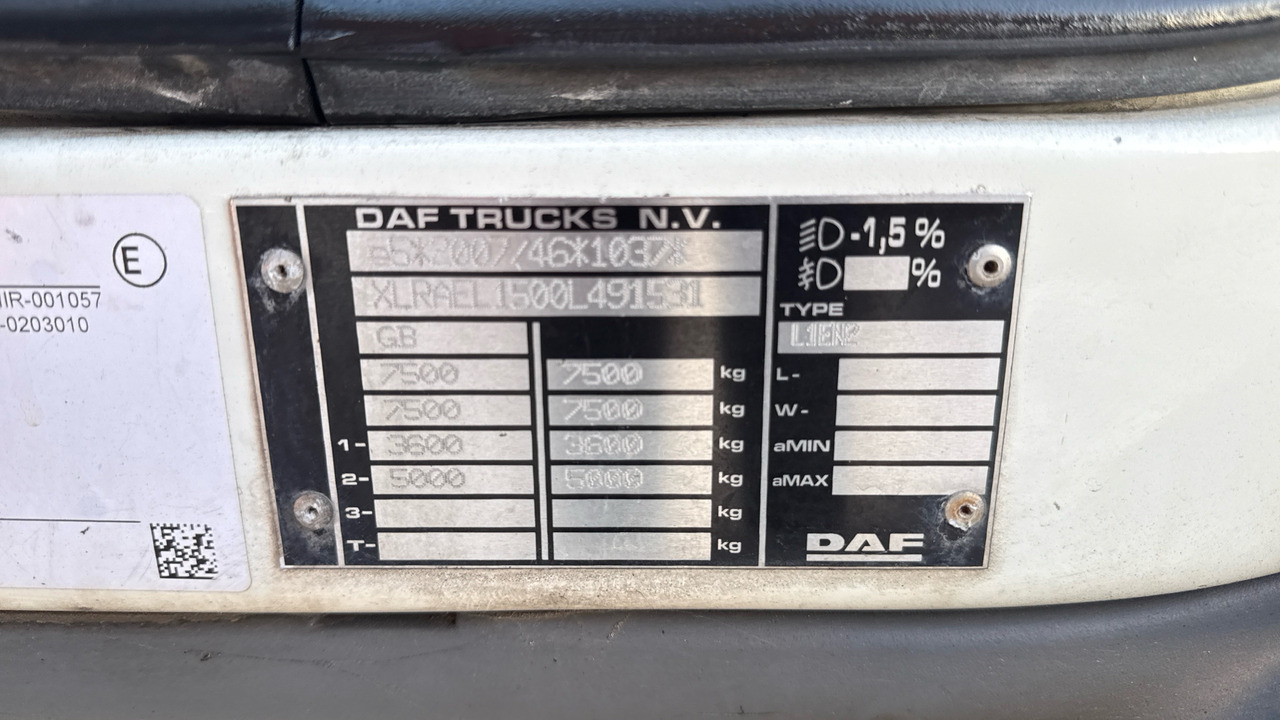 E
IR-001057
-0203010
DAF TRUCKS N.V.
e5*2007/46*1037*
XLRAEL1500L491531
GB
7500 7500 kg
7500 7500 kg
1- 3600 3600 kg
2- 5000 5000 kg
3- kg
T- kg
-1,5 %
%
TYPE
L1EN2
L-
W-
aMIN
aMAX
DAF